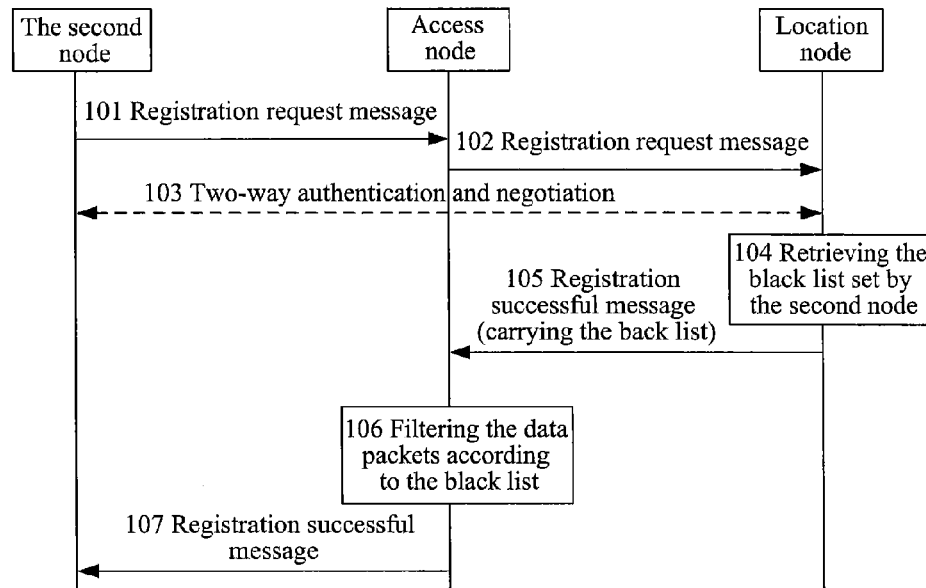 The second
node
Access
node
Location
node
101 Registration request message
102 Registration request message
103 Two-way authentication and negotiation
104 Retrieving the
black list set by
the second node
105 Registration
successful message
(carrying the back list)
106 Filtering the data
packets according
to the black list
107 Registration successful
message